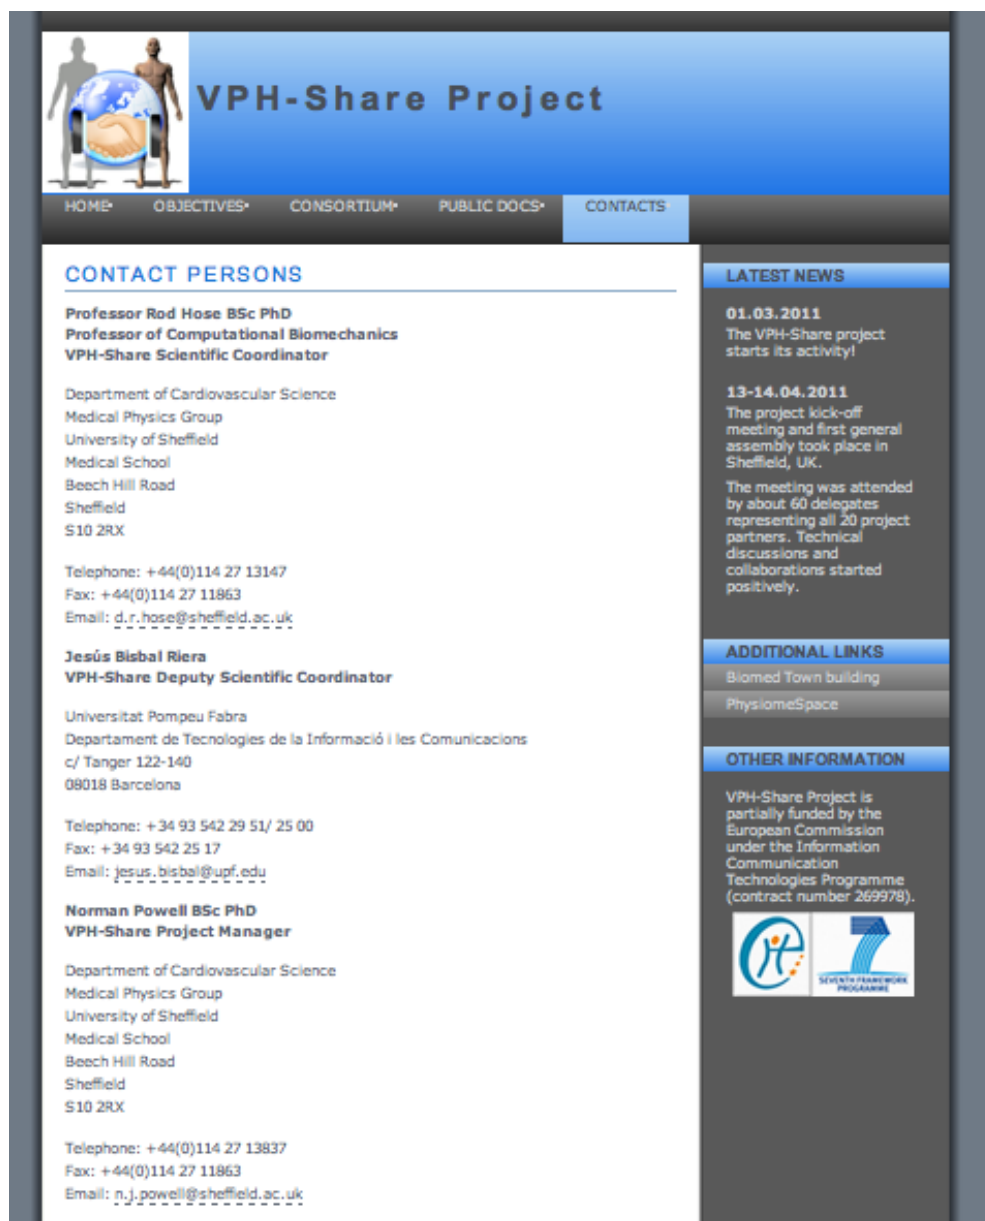 VPH-Share Project
HOME•
OBJECTIVES•
CONSORTIUM•
PUBLIC DOCS•
CONTACTS
CONTACT PERSONS
Professor Rod Hose BSc PhD
Professor of Computational Biomechanics
VPH-Share Scientific Coordinator
Department of Cardiovascular Science
Medical Physics Group
University of Sheffield
Medical School
Beech Hill Road
Sheffield
S10 2RX
Telephone: +44(0)114 27 13147
Fax: +44(0)114 27 11863
Email: d.r.hose@sheffield.ac.uk
Jesús Bisbal Riera
VPH-Share Deputy Scientific Coordinator
Universitat Pompeu Fabra
Departament de Tecnologies de la Informació i les Comunicacions
c/ Tanger 122-140
08018 Barcelona
Telephone: +34 93 542 29 51/ 25 00
Fax: +34 93 542 25 17
Email: jesus.bisbal@upf.edu
Norman Powell BSc PhD
VPH-Share Project Manager
Department of Cardiovascular Science
Medical Physics Group
University of Sheffield
Medical School
Beech Hill Road
Sheffield
S10 2RX
Telephone: +44(0)114 27 13837
Fax: +44(0)114 27 11863
Email: n.j.powell@sheffield.ac.uk
LATEST NEWS
01.03.2011
The VPH-Share project
starts its activity!
13-14.04.2011
The project kick-off
meeting and first general
assembly took place in
Sheffield, UK.
The meeting was attended
by about 60 delegates
representing all 20 project
partners. Technical
discussions and
collaborations started
positively.
ADDITIONAL LINKS
Biomed Town building
PhysiomeSpace
OTHER INFORMATION
VPH-Share Project is
partially funded by the
European Commission
under the Information
Communication
Technologies Programme
(contract number 269978).
SEVENTH FRAMEWORK
PROGRAMME